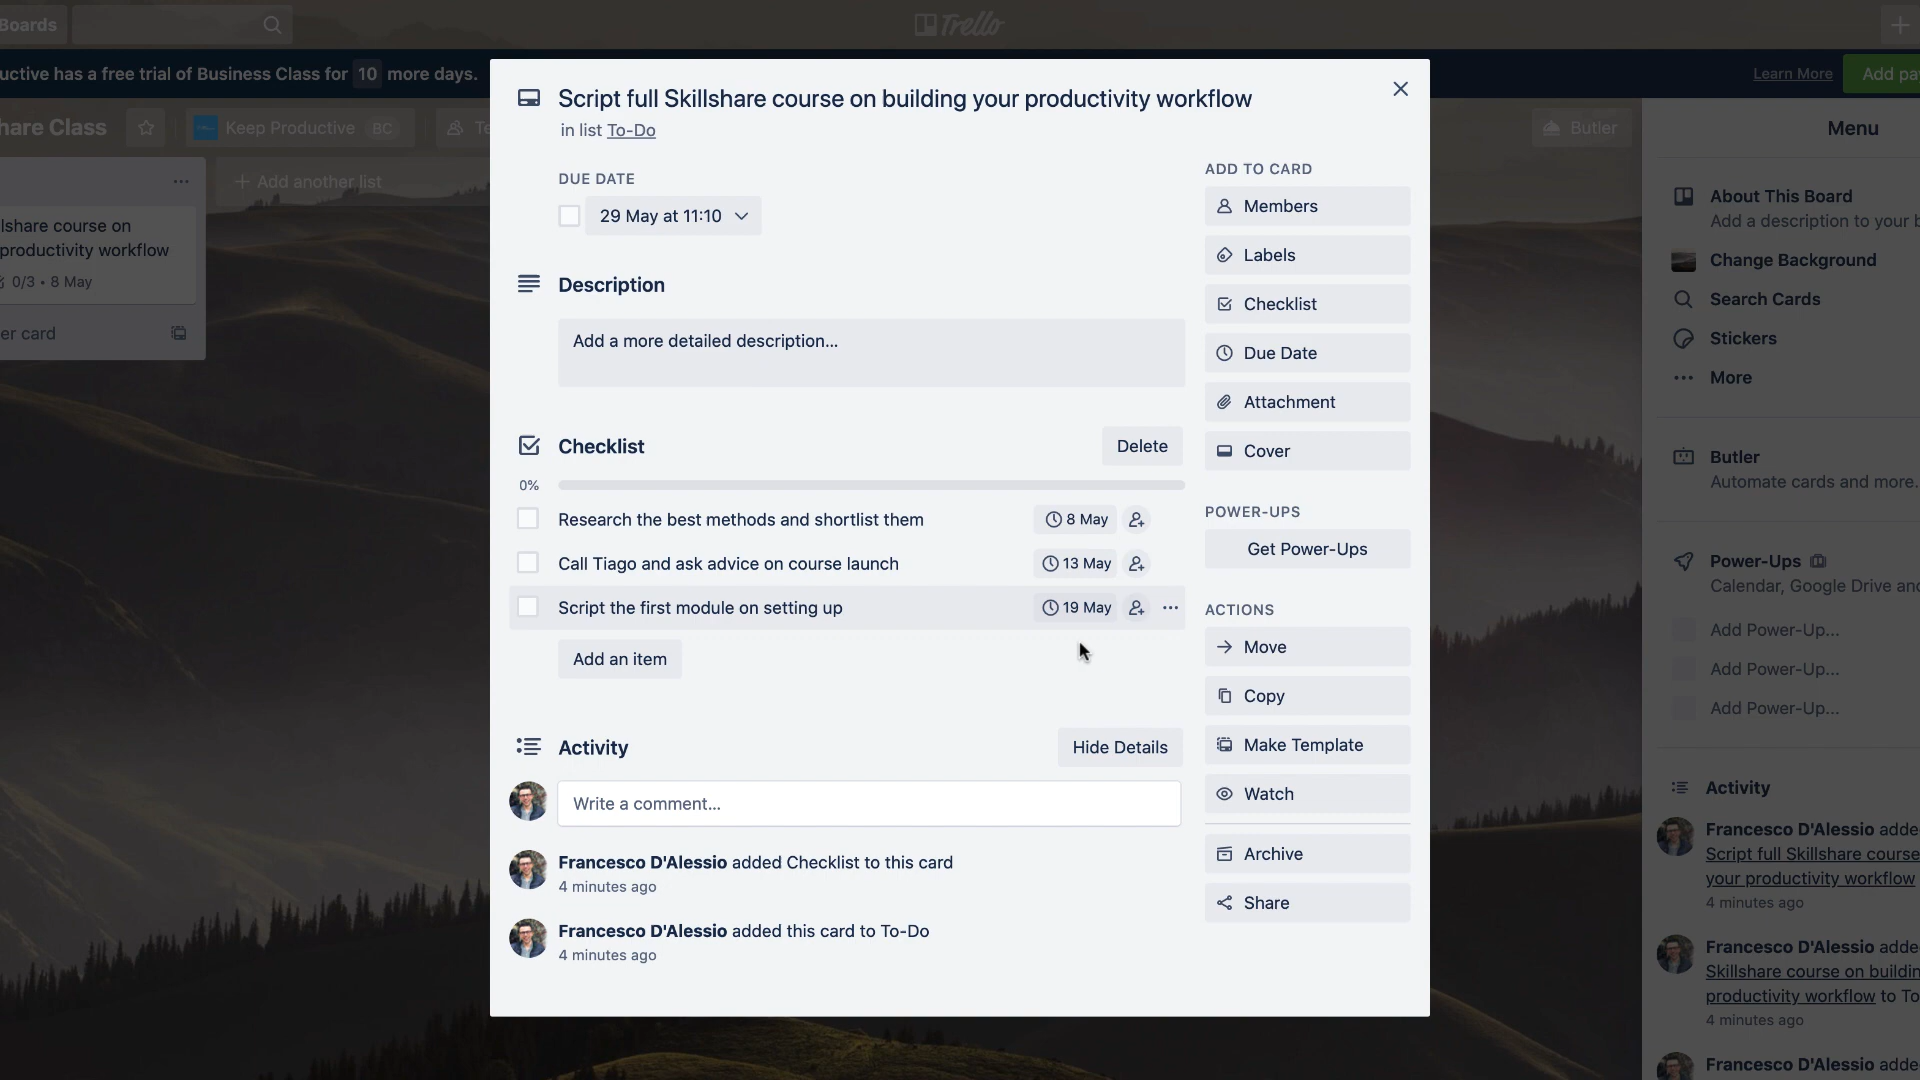 Boards
Trello
uctive has a free trial of Business Class for 10 more days.
Learn More
Add pa
hare Class
Keep Productive BC
Te
Butler
Menu
+ Add another list
lshare course on
productivity workflow
0/3 • 8 May
er card
Script full Skillshare course on building your productivity workflow
in list To-Do
DUE DATE
29 May at 11:10
Description
Add a more detailed description...
Checklist
Delete
0%
Research the best methods and shortlist them
8 May
Call Tiago and ask advice on course launch
13 May
Script the first module on setting up
19 May
Add an item
Activity
Hide Details
Write a comment...
Francesco D'Alessio added Checklist to this card
4 minutes ago
Francesco D'Alessio added this card to To-Do
4 minutes ago
ADD TO CARD
Members
Labels
Checklist
Due Date
Attachment
Cover
POWER-UPS
Get Power-Ups
ACTIONS
Move
Copy
Make Template
Watch
Archive
Share
About This Board
Add a description to your b
Change Background
Search Cards
Stickers
More
Butler
Automate cards and more.
Power-Ups
Calendar, Google Drive and
Add Power-Up...
Add Power-Up...
Add Power-Up...
Activity
Francesco D'Alessio adde
Script full Skillshare course
your productivity workflow
4 minutes ago
Francesco D'Alessio adde
Skillshare course on buildin
productivity workflow to To
4 minutes ago
Francesco D'Alessio adde